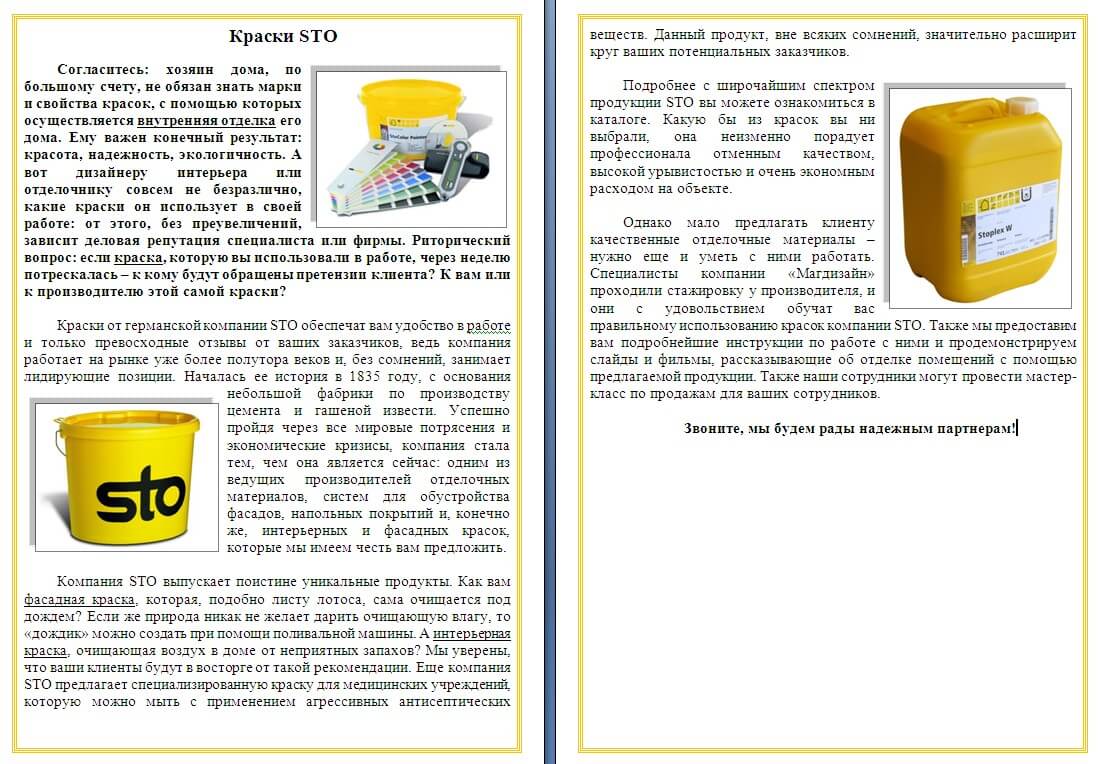 Краски STO
Согласитесь: хозяин дома, по
большому счету, не обязан знать марки
и свойства красок, с помощью которых
осуществляется внутренняя отделка его
дома. Ему важен конечный результат:
красота, надежность, экологичность. А
вот дизайнеру интерьера или
отделочнику совсем не безразлично,
какие краски он использует в своей
работе: от этого, без преувеличений,
зависит деловая репутация специалиста или фирмы. Риторический
вопрос: если краска, которую вы использовали в работе, через неделю
потрескалась – к кому будут обращены претензии клиента? К вам или
к производителю этой самой краски?
Краски от германской компании STO обеспечат вам удобство в работе
и только превосходные отзывы от ваших заказчиков, ведь компания
работает на рынке уже более полутора веков и, без сомнений, занимает
лидирующие позиции. Началась ее история в 1835 году, с основания
небольшой фабрики по производству
цемента и гашеной извести. Успешно
пройдя через все мировые потрясения и
экономические кризисы, компания стала
тем, чем она является сейчас: одним из
ведущих производителей отделочных
материалов, систем для обустройства
фасадов, напольных покрытий и, конечно
же, интерьерных и фасадных красок,
которые мы имеем честь вам предложить.
sto
Компания STO выпускает поистине уникальные продукты. Как вам
фасадная краска, которая, подобно листу лотоса, сама очищается под
дождем? Если же природа никак не желает дарить очищающую влагу, то
«дождик» можно создать при помощи поливальной машины. А интерьерная
краска, очищающая воздух в доме от неприятных запахов? Мы уверены,
что ваши клиенты будут в восторге от такой рекомендации. Еще компания
STO предлагает специализированную краску для медицинских учреждений,
которую можно мыть с применением агрессивных антисептических
веществ. Данный продукт, вне всяких сомнений, значительно расширит
круг ваших потенциальных заказчиков.
Подробнее с широчайшим спектром
продукции STO вы можете ознакомиться в
каталоге. Какую бы из красок вы ни
выбрали, она неизменно порадует
профессионала отменным качеством,
высокой урывистостью и очень экономным
расходом на объекте.
Stoplex W
Однако мало предлагать клиенту
качественные отделочные материалы –
нужно еще и уметь с ними работать.
Специалисты компании «Магдизайн»
проходили стажировку у производителя, и
они с удовольствием обучат вас
правильному использованию красок компании STO. Также мы предоставим
вам подробнейшие инструкции по работе с ними и продемонстрируем
слайды и фильмы, рассказывающие об отделке помещений с помощью
предлагаемой продукции. Также наши сотрудники могут провести мастер-
класс по продажам для ваших сотрудников.
Звоните, мы будем рады надежным партнерам!